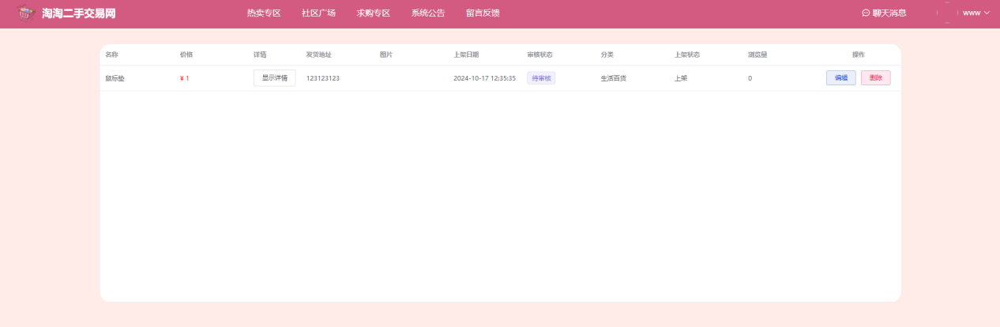 淘淘二手交易网 热卖专区 社区广场 求购专区 系统公告 留言反馈 聊天消息 www
名称 价格 详情 发货地址 图片 上架日期 审核状态 分类 上架状态 浏览量 操作
鼠标垫 ¥ 1 显示详情 123123123 2024-10-17 12:35:35 待审核 生活百货 上架 0 编辑 删除